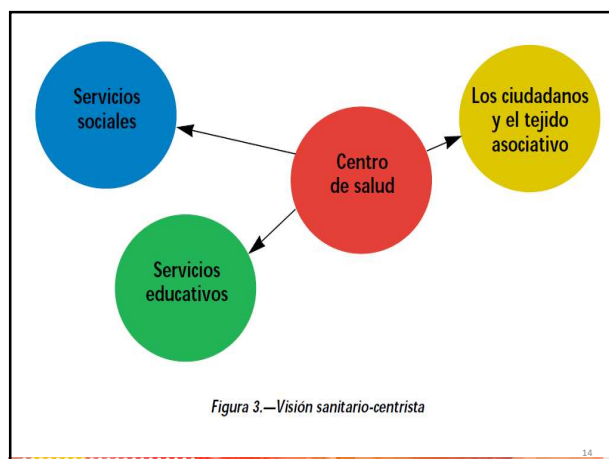 Servicios
sociales
Los ciudadanos
y el tejido
asociativo
Centro
de salud
Servicios
educativos
Figura 3.—Visión sanitario-centrista
14